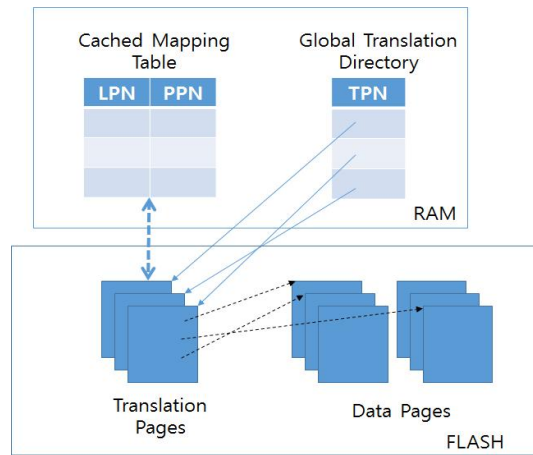 Cached Mapping
Table
Global Translation
Directory
LPN PPN
TPN
RAM
Translation
Pages
Data Pages
FLASH